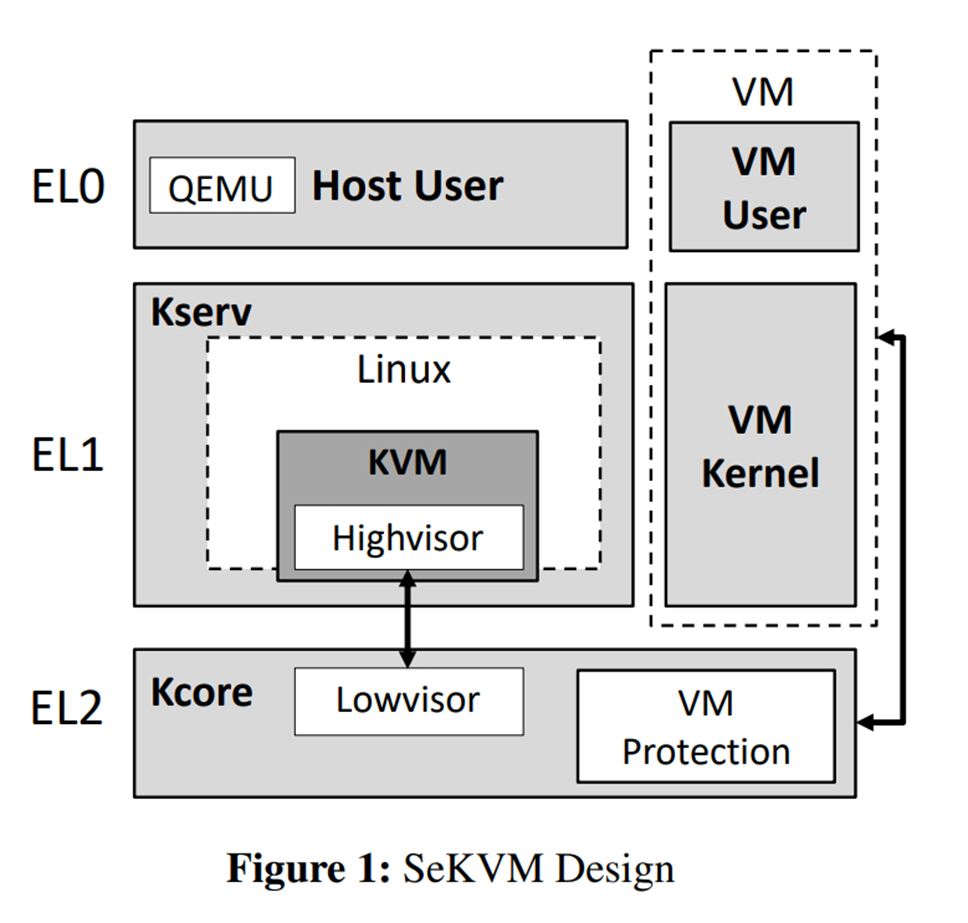 VM
EL0
QEMU
Host User
VM
User
Kserv
Linux
EL1
KVM
Highvisor
VM
Kernel
EL2
Kcore
Lowvisor
VM
Protection
Figure 1: SeKVM Design